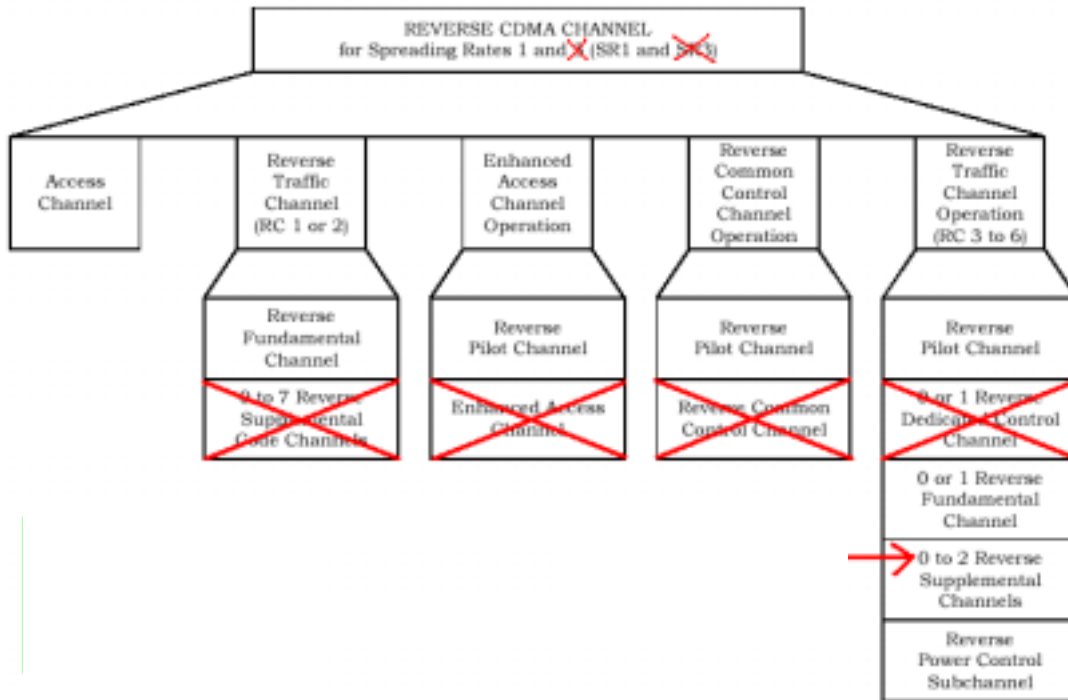 REVERSE CDMA CHANNEL
for Spreading Rates 1 and 3 (SR1 and SR3)
Access
Channel
Reverse
Traffic
Channel
(RC 1 or 2)
Enhanced
Access
Channel
Operation
Reverse
Common
Control
Channel
Operation
Reverse
Traffic
Channel
Operation
(RC 3 to 6)
Reverse
Fundamental
Channel
Reverse
Pilot Channel
Reverse
Pilot Channel
Reverse
Pilot Channel
0 to 7 Reverse
Supplemental
Code Channels
Enhanced Access
Channel
Reverse Common
Control Channel
0 or 1 Reverse
Dedicated Control
Channel
0 or 1 Reverse
Fundamental
Channel
0 to 2 Reverse
Supplemental
Channels
Reverse
Power Control
Subchannel